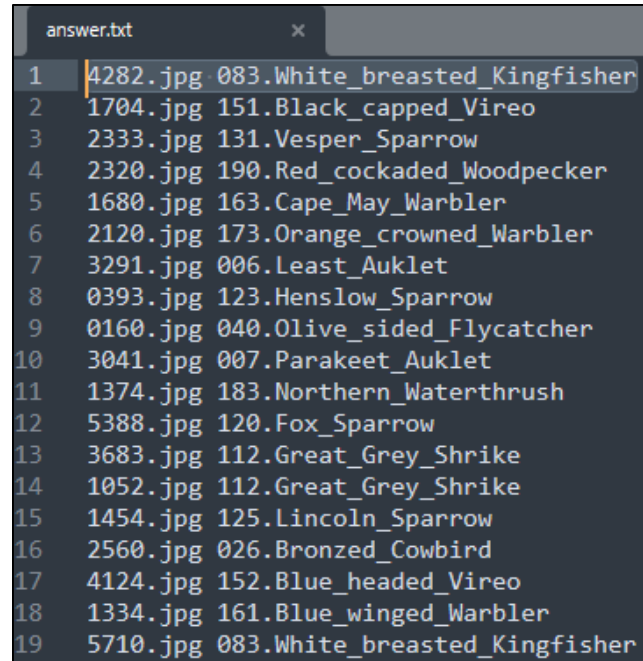 answer.txt ×
1 4282.jpg 083.White_breasted_Kingfisher
2 1704.jpg 151.Black_capped_Vireo
3 2333.jpg 131.Vesper_Sparrow
4 2320.jpg 190.Red_cockaded_Woodpecker
5 1680.jpg 163.Cape_May_Warbler
6 2120.jpg 173.Orange_crowned_Warbler
7 3291.jpg 006.Least_Auklet
8 0393.jpg 123.Henslow_Sparrow
9 0160.jpg 040.Olive_sided_Flycatcher
10 3041.jpg 007.Parakeet_Auklet
11 1374.jpg 183.Northern_Waterthrush
12 5388.jpg 120.Fox_Sparrow
13 3683.jpg 112.Great_Grey_Shrike
14 1052.jpg 112.Great_Grey_Shrike
15 1454.jpg 125.Lincoln_Sparrow
16 2560.jpg 026.Bronzed_Cowbird
17 4124.jpg 152.Blue_headed_Vireo
18 1334.jpg 161.Blue_winged_Warbler
19 5710.jpg 083.White_breasted_Kingfisher